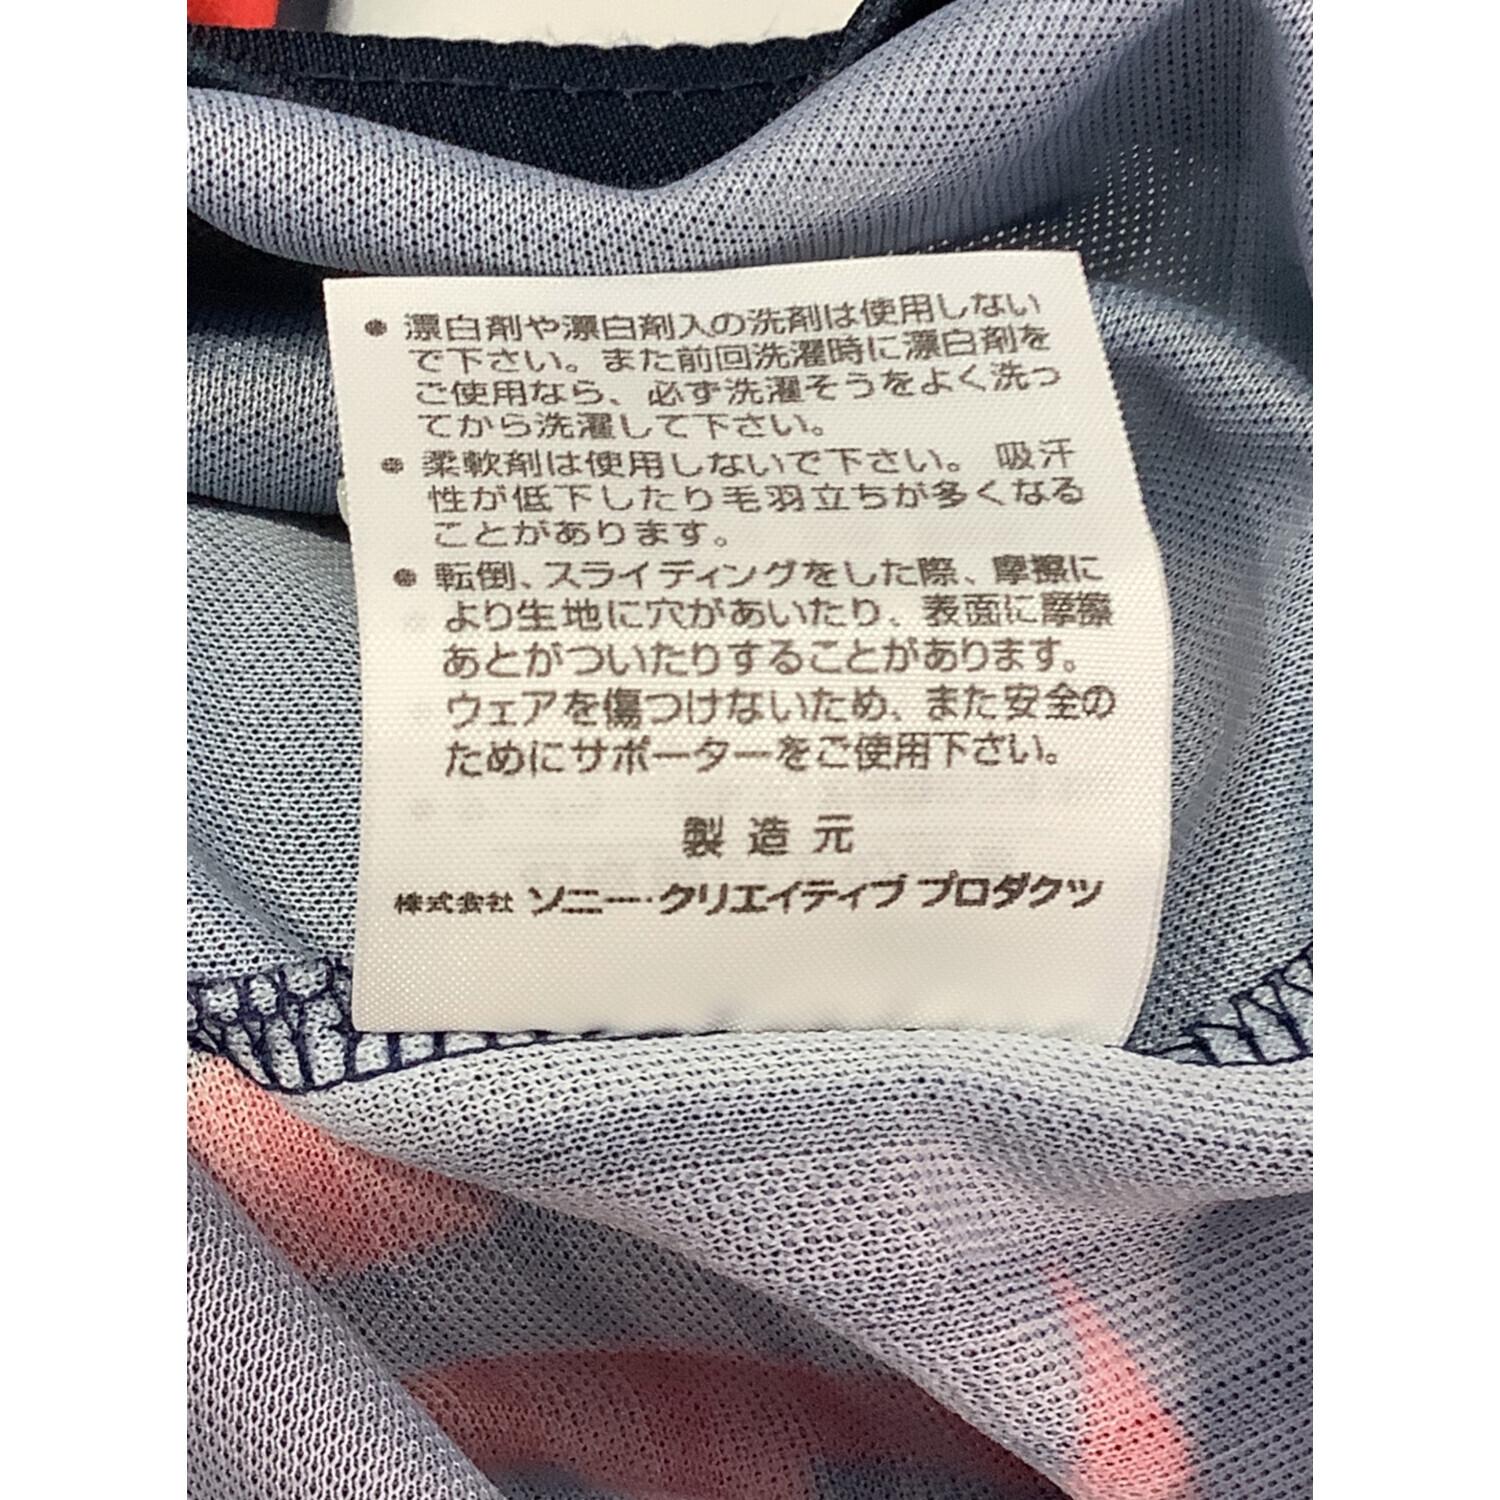 ● 漂白剤や漂白剤入の洗剤は使用しない
で下さい。また前回洗濯時に漂白剤を
ご使用なら、必ず洗濯そうをよく洗っ
てから洗濯して下さい。
● 柔軟剤は使用しないで下さい。 吸汗
性が低下したり毛羽立ちが多くなる
ことがあります。
● 転倒、スライディングをした際、摩擦に
より生地に穴があいたり、表面に摩擦
あとがついたりすることがあります。
ウェアを傷つけないため、また安全の
ためにサポーターをご使用下さい。
製造元
株式会社 ソニー・クリエイティブ プロダクツ